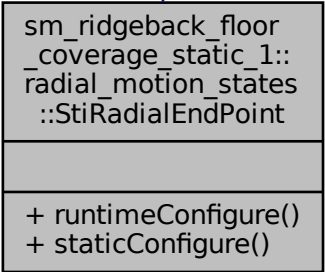 sm_ridgeback_floor
_coverage_static_1::
radial_motion_states
::StiRadialEndPoint
+ runtimeConfigure()
+ staticConfigure()